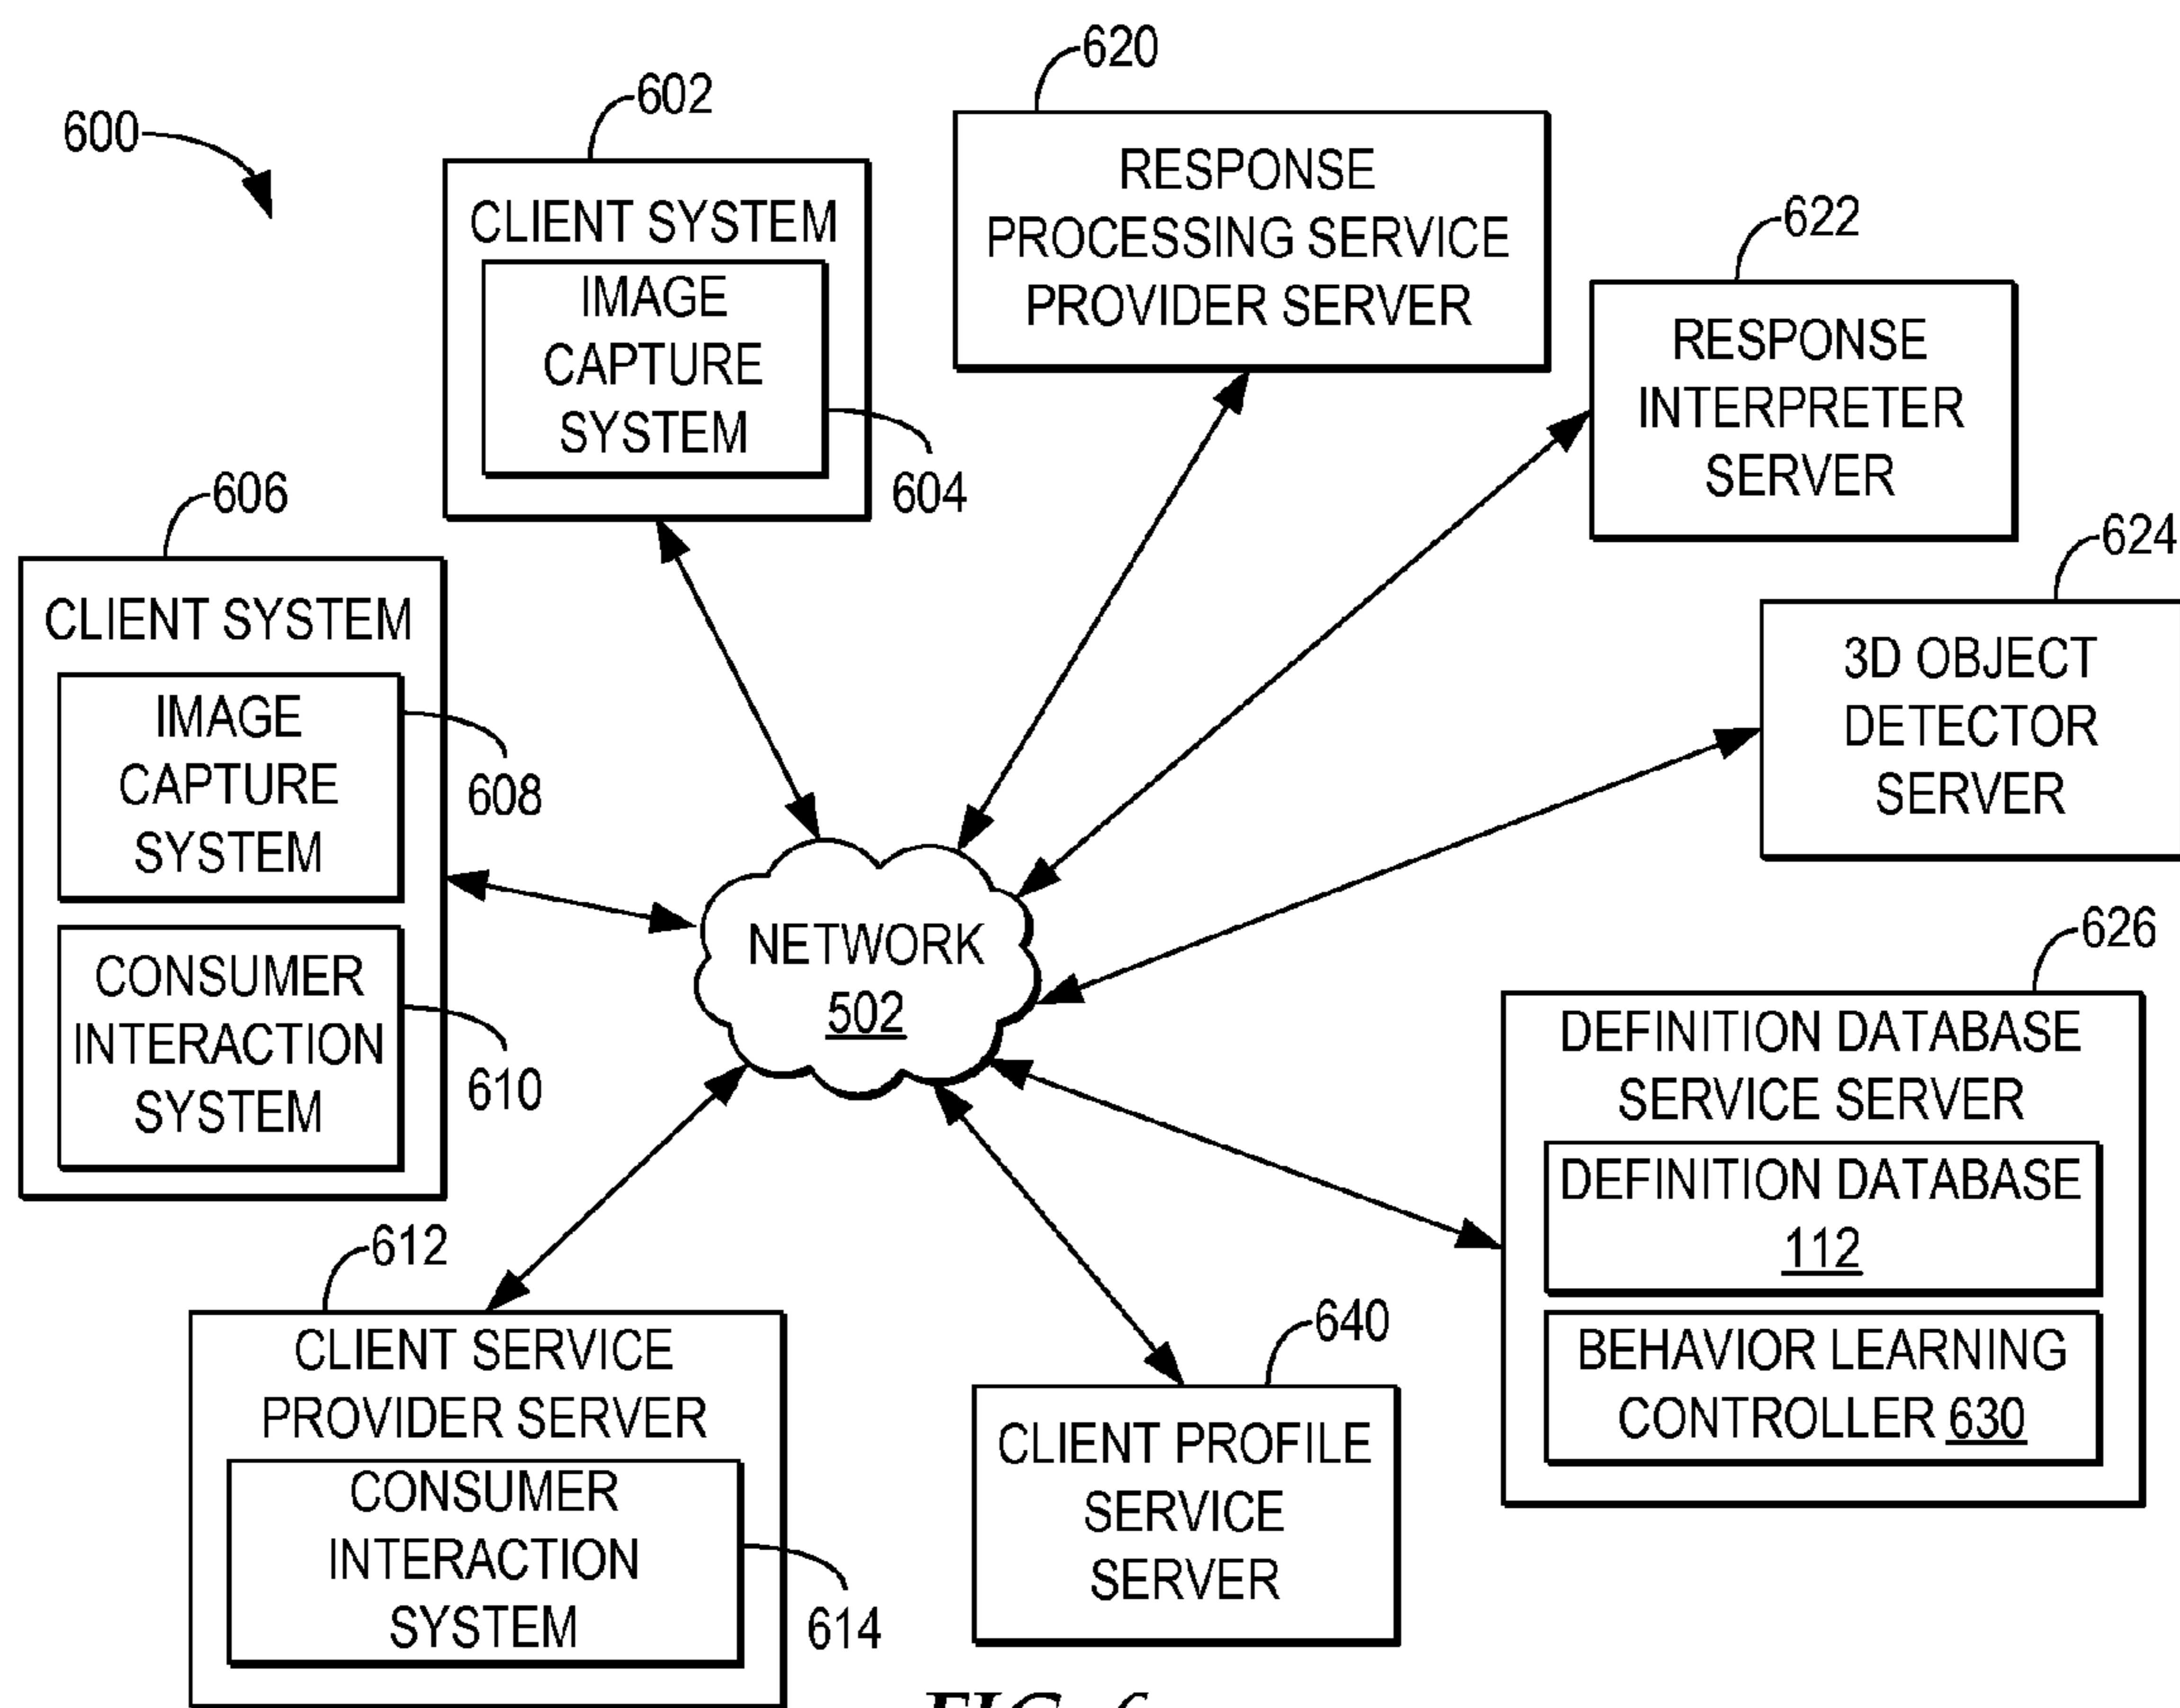 600
602
CLIENT SYSTEM
IMAGE
CAPTURE
SYSTEM
604
620
RESPONSE
PROCESSING SERVICE
PROVIDER SERVER
622
RESPONSE
INTERPRETER
SERVER
624
3D OBJECT
DETECTOR
SERVER
606
CLIENT SYSTEM
IMAGE
CAPTURE
SYSTEM
608
CONSUMER
INTERACTION
SYSTEM
610
NETWORK
502
626
DEFINITION DATABASE
SERVICE SERVER
DEFINITION DATABASE
112
BEHAVIOR LEARNING
CONTROLLER 630
612
CLIENT SERVICE
PROVIDER SERVER
CONSUMER
INTERACTION
SYSTEM
614
640
CLIENT PROFILE
SERVICE
SERVER
FIG. 6